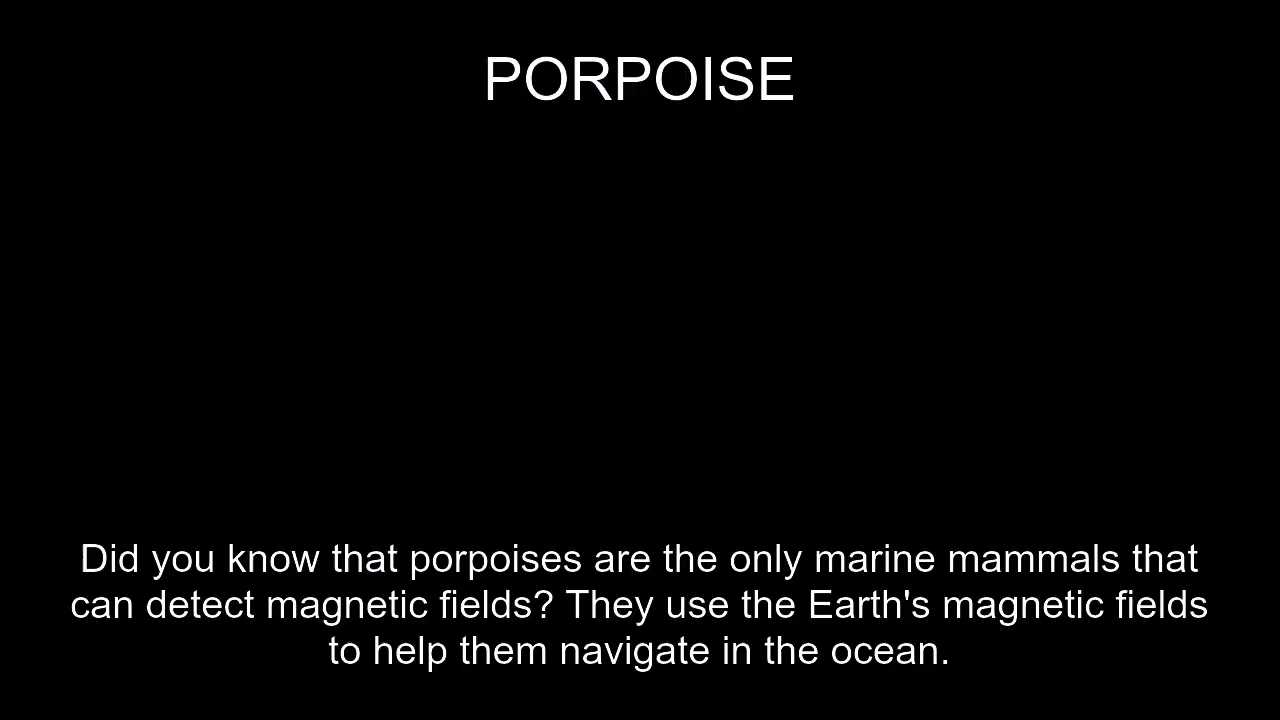 PORPOISE
Did you know that porpoises are the only marine mammals that
can detect magnetic fields? They use the Earth's magnetic fields
to help them navigate in the ocean.